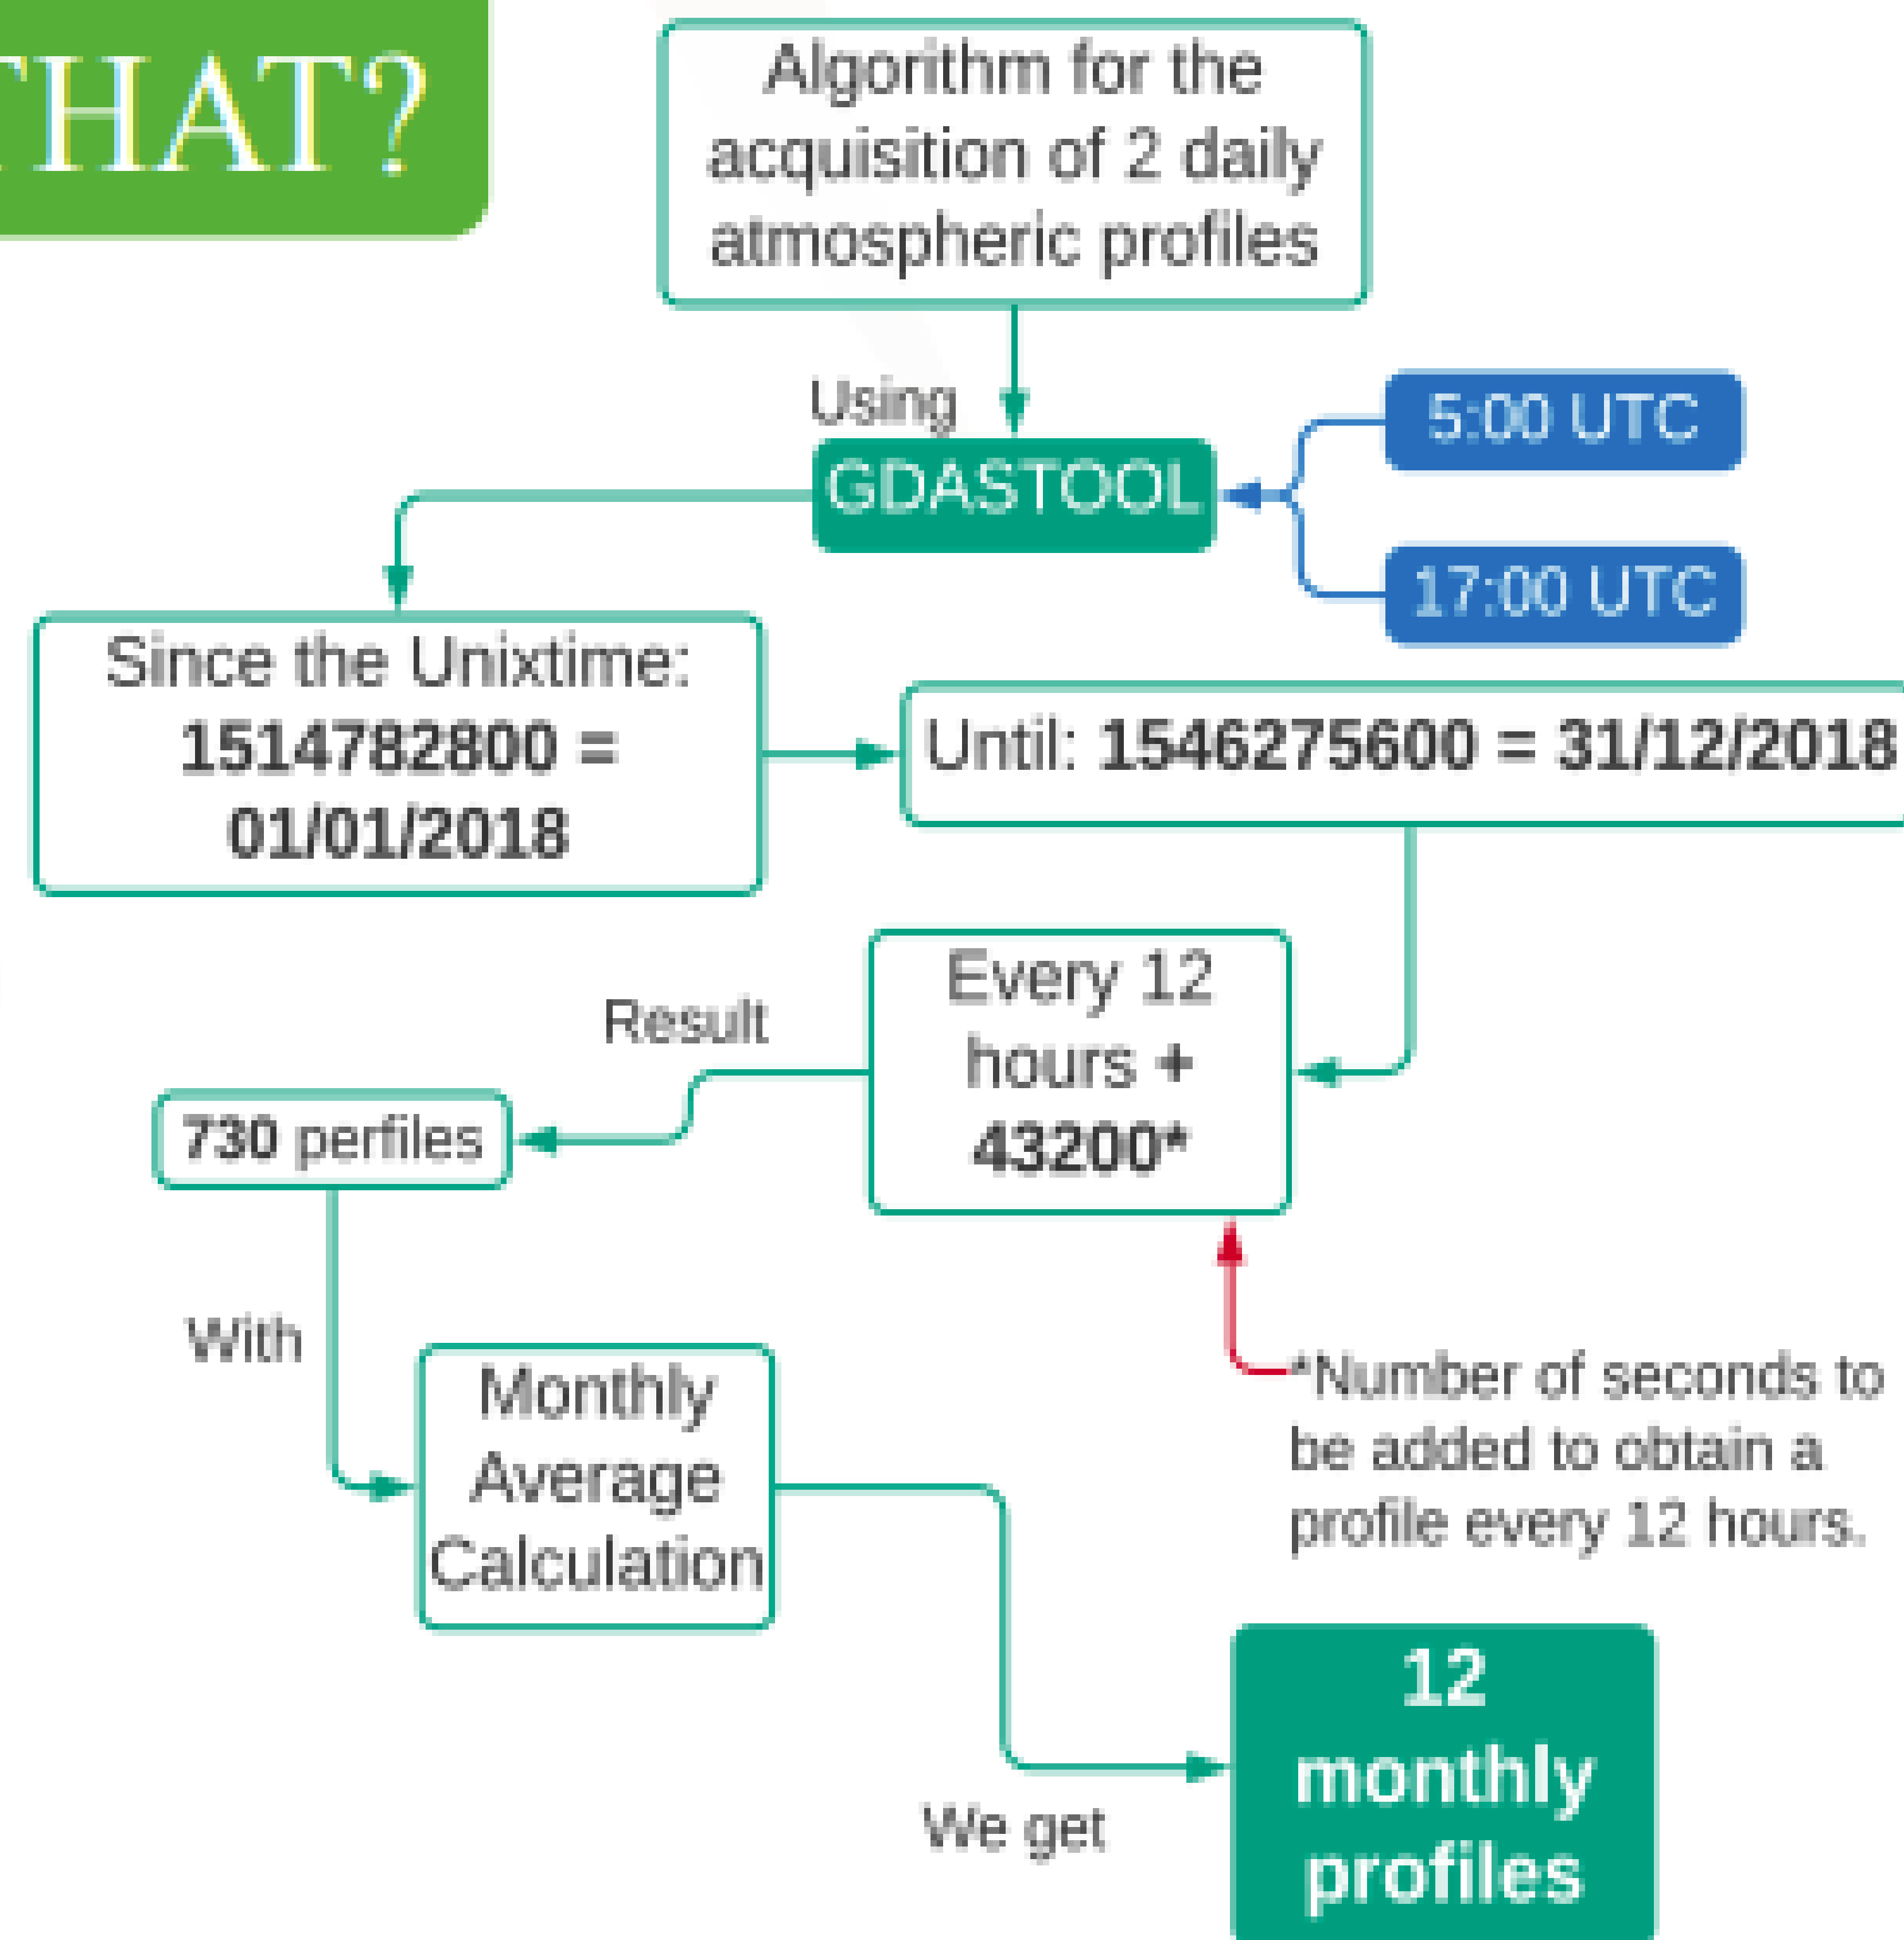 THAT?
Algorithm for the
acquisition of 2 daily
atmospheric profiles
Using
GDASTOOL
5:00 UTC
17:00 UTC
Since the Unixtime:
1514782800 =
01/01/2018
Until: 1546275600 = 31/12/2018
Every 12
hours +
43200*
Result
730 perfiles
With
Monthly
Average
Calculation
*Number of seconds to
be added to obtain a
profile every 12 hours.
We get
12
monthly
profiles